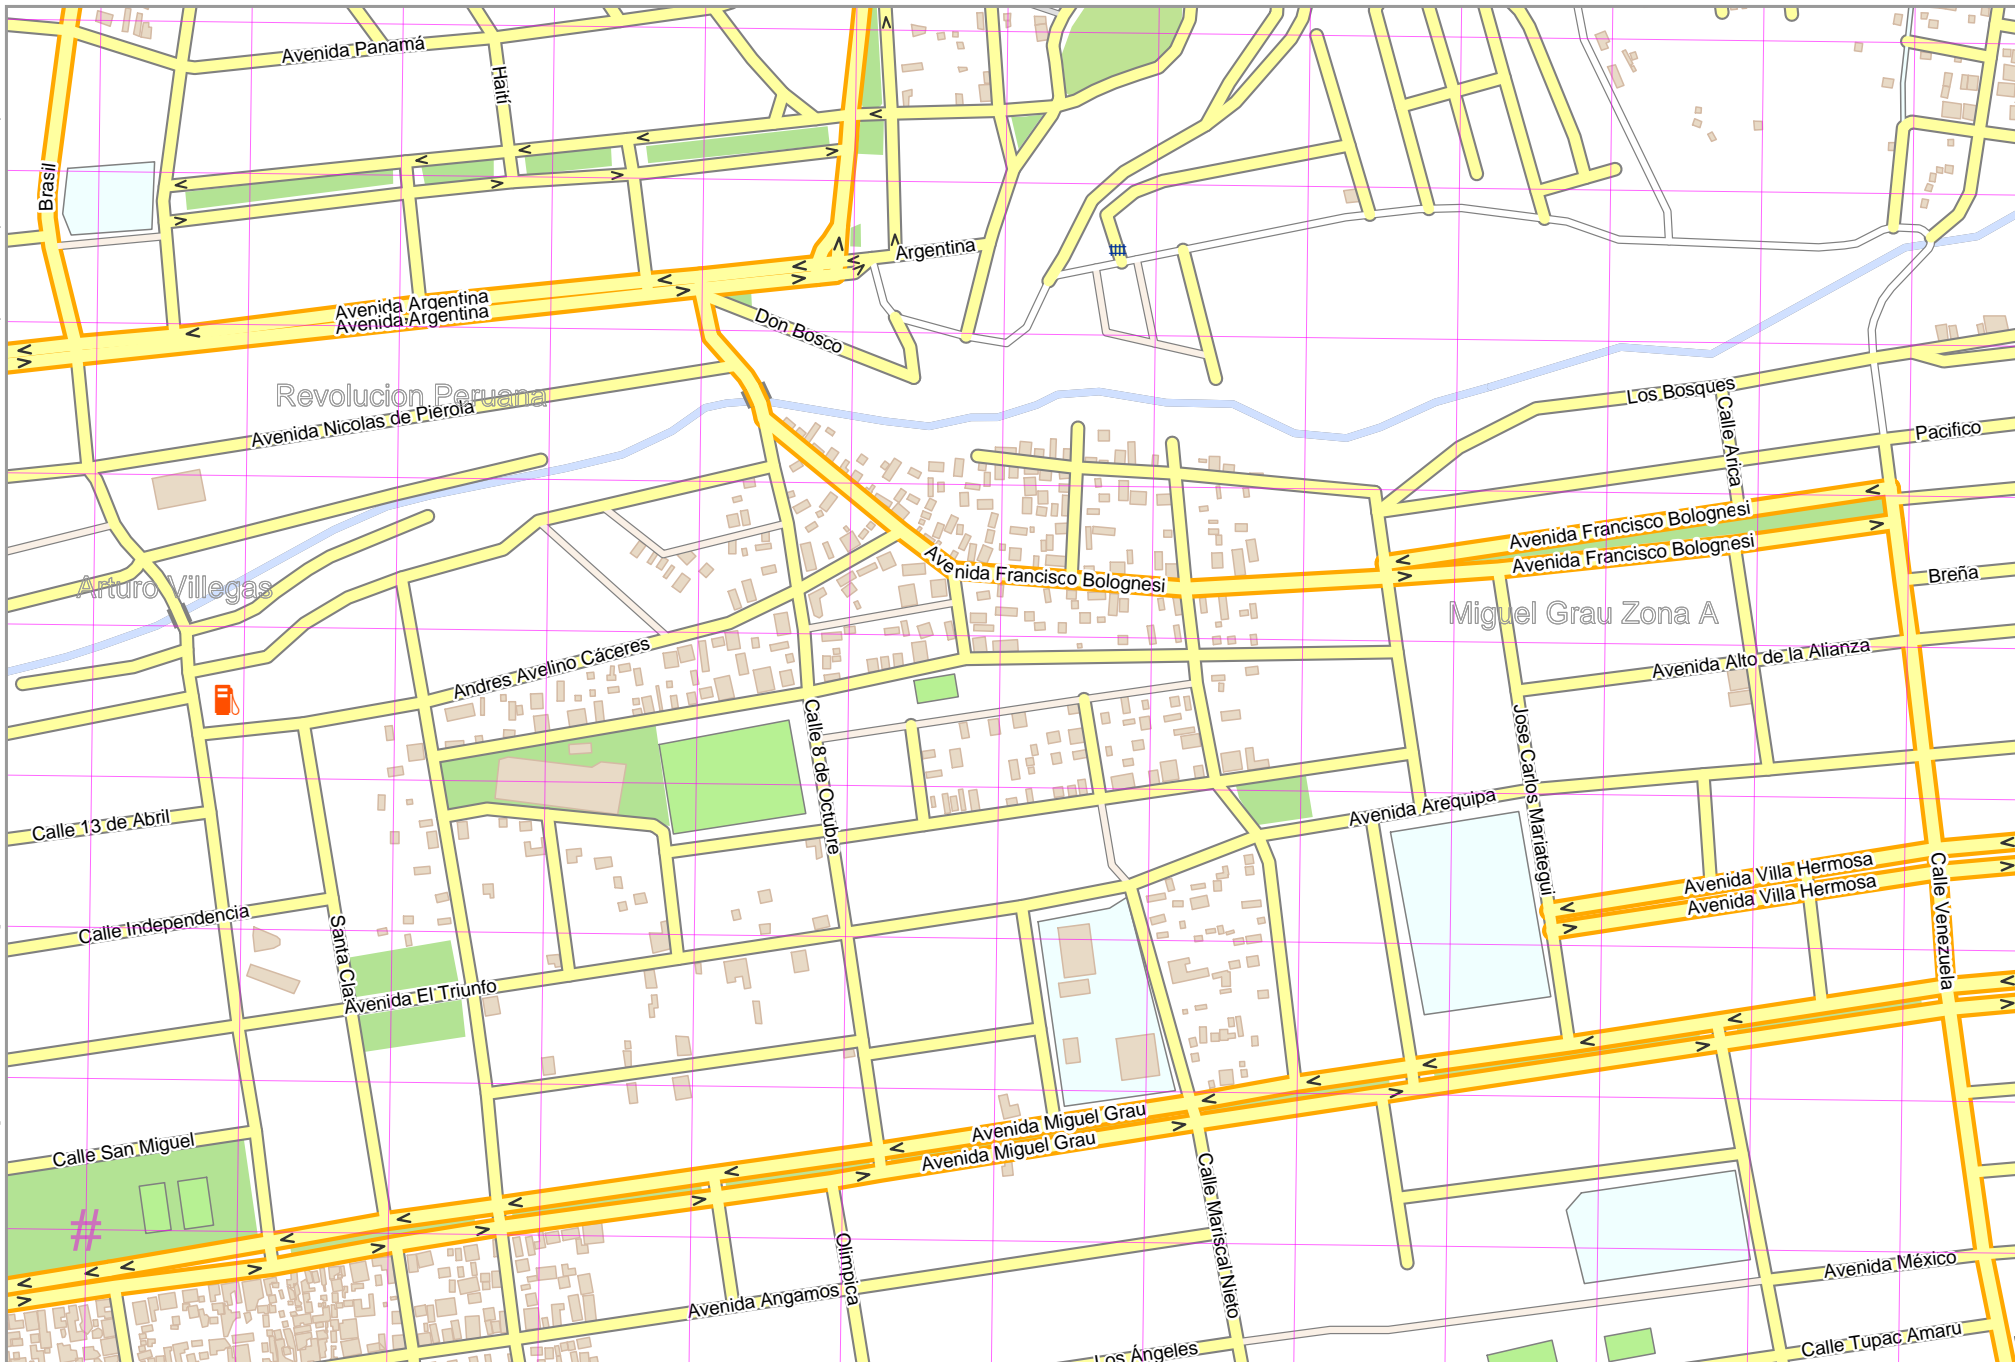 Avenida Panamá
Haití
Brasil
Argentina
Avenida Argentina
Avenida Argentina
Don Bosco
Revolucion Peruana
Avenida Nicolas de Pierola
Los Bosques
Calle Arica
Pacifico
Avenida Francisco Bolognesi
Avenida Francisco Bolognesi
Avenida Francisco Bolognesi
Arturo Villegas
Breña
Miguel Grau Zona A
Andres Avelino Cáceres
Avenida Alto de la Alianza
Calle 8 de Octubre
Jose Carlos Mariategui
Avenida Arequipa
Calle 13 de Abril
Avenida Villa Hermosa
Avenida Villa Hermosa
Calle Venezuela
Calle Independencia
Santa Cla
Avenida El Triunfo
Avenida Miguel Grau
Avenida Miguel Grau
Calle San Miguel
Calle Mariscal Nieto
#
Olimpica
Avenida México
Avenida Angamos
Calle Tupac Amaru
Los Ángeles